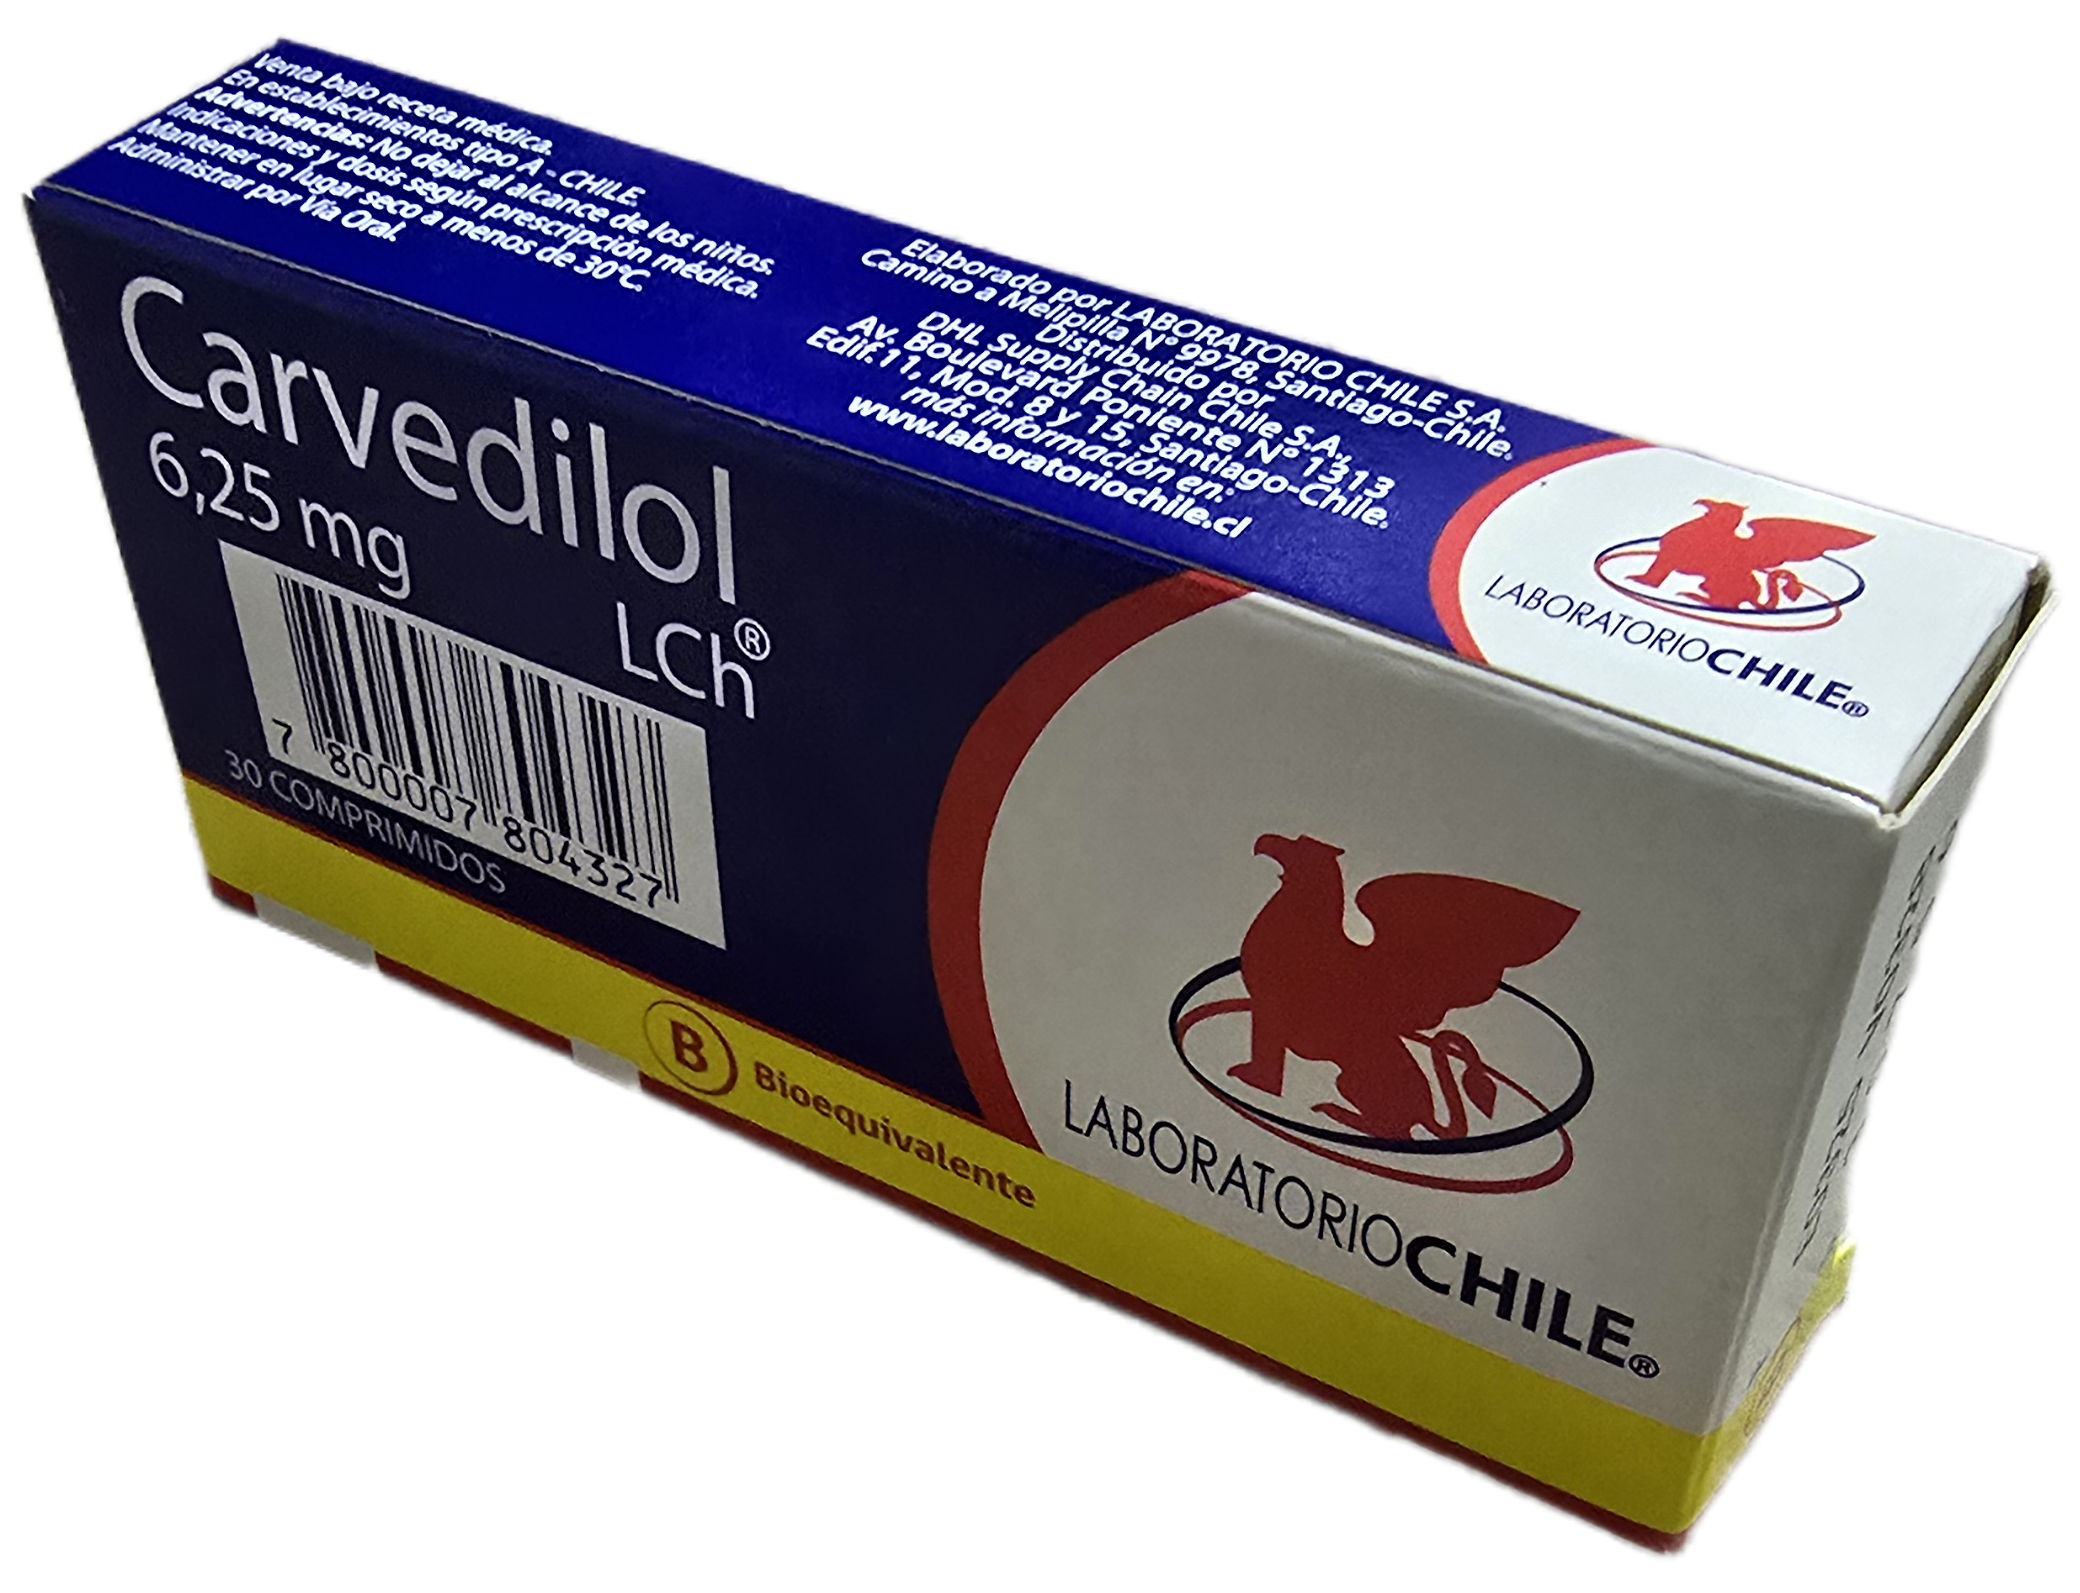 Venta bajo receta médica.
En establecimientos tipo A - CHILE.
Advertencias: No dejar al alcance de los niños.
Indicaciones y dosis según prescripción médica.
Mantener en lugar seco a menos de 30°C.
Administrar por Vía Oral.
Elaborado por LABORATORIO CHILE S.A.
Camino a Melipilla N° 9978, Santiago-Chile.
Distribuido por
DHL Supply Chain Chile S.A.,
Av. Boulevard Poniente N° 1313
Edif.11, Mod. 8 y 15, Santiago-Chile.
más información en:
www.laboratoriochile.cl
LABORATORIOCHILE®
Carvedilol
6,25 mg
LCh®
7 800007 804327
30 COMPRIMIDOS
B Bioequivalente
LABORATORIOCHILE®